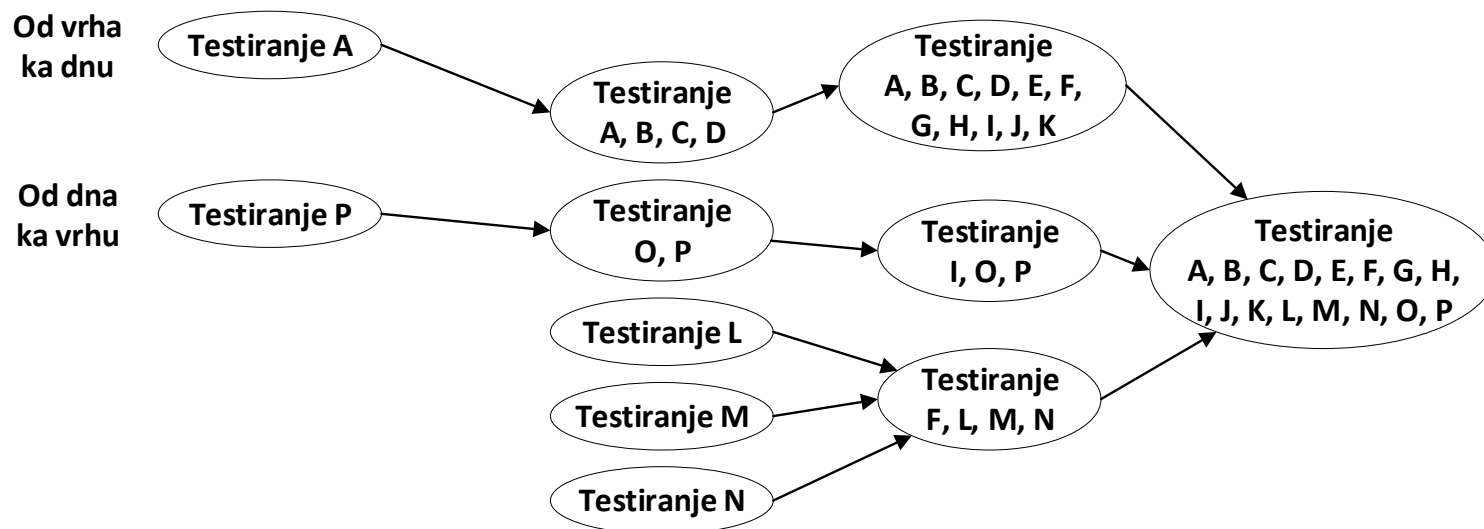 Od vrha
ka dnu
Testiranje A
Testiranje
A, B, C, D
Testiranje
A, B, C, D, E, F,
G, H, I, J, K
Od dna
ka vrhu
Testiranje P
Testiranje
O, P
Testiranje
I, O, P
Testiranje
A, B, C, D, E, F, G, H,
I, J, K, L, M, N, O, P
Testiranje L
Testiranje M
Testiranje N
Testiranje
F, L, M, N